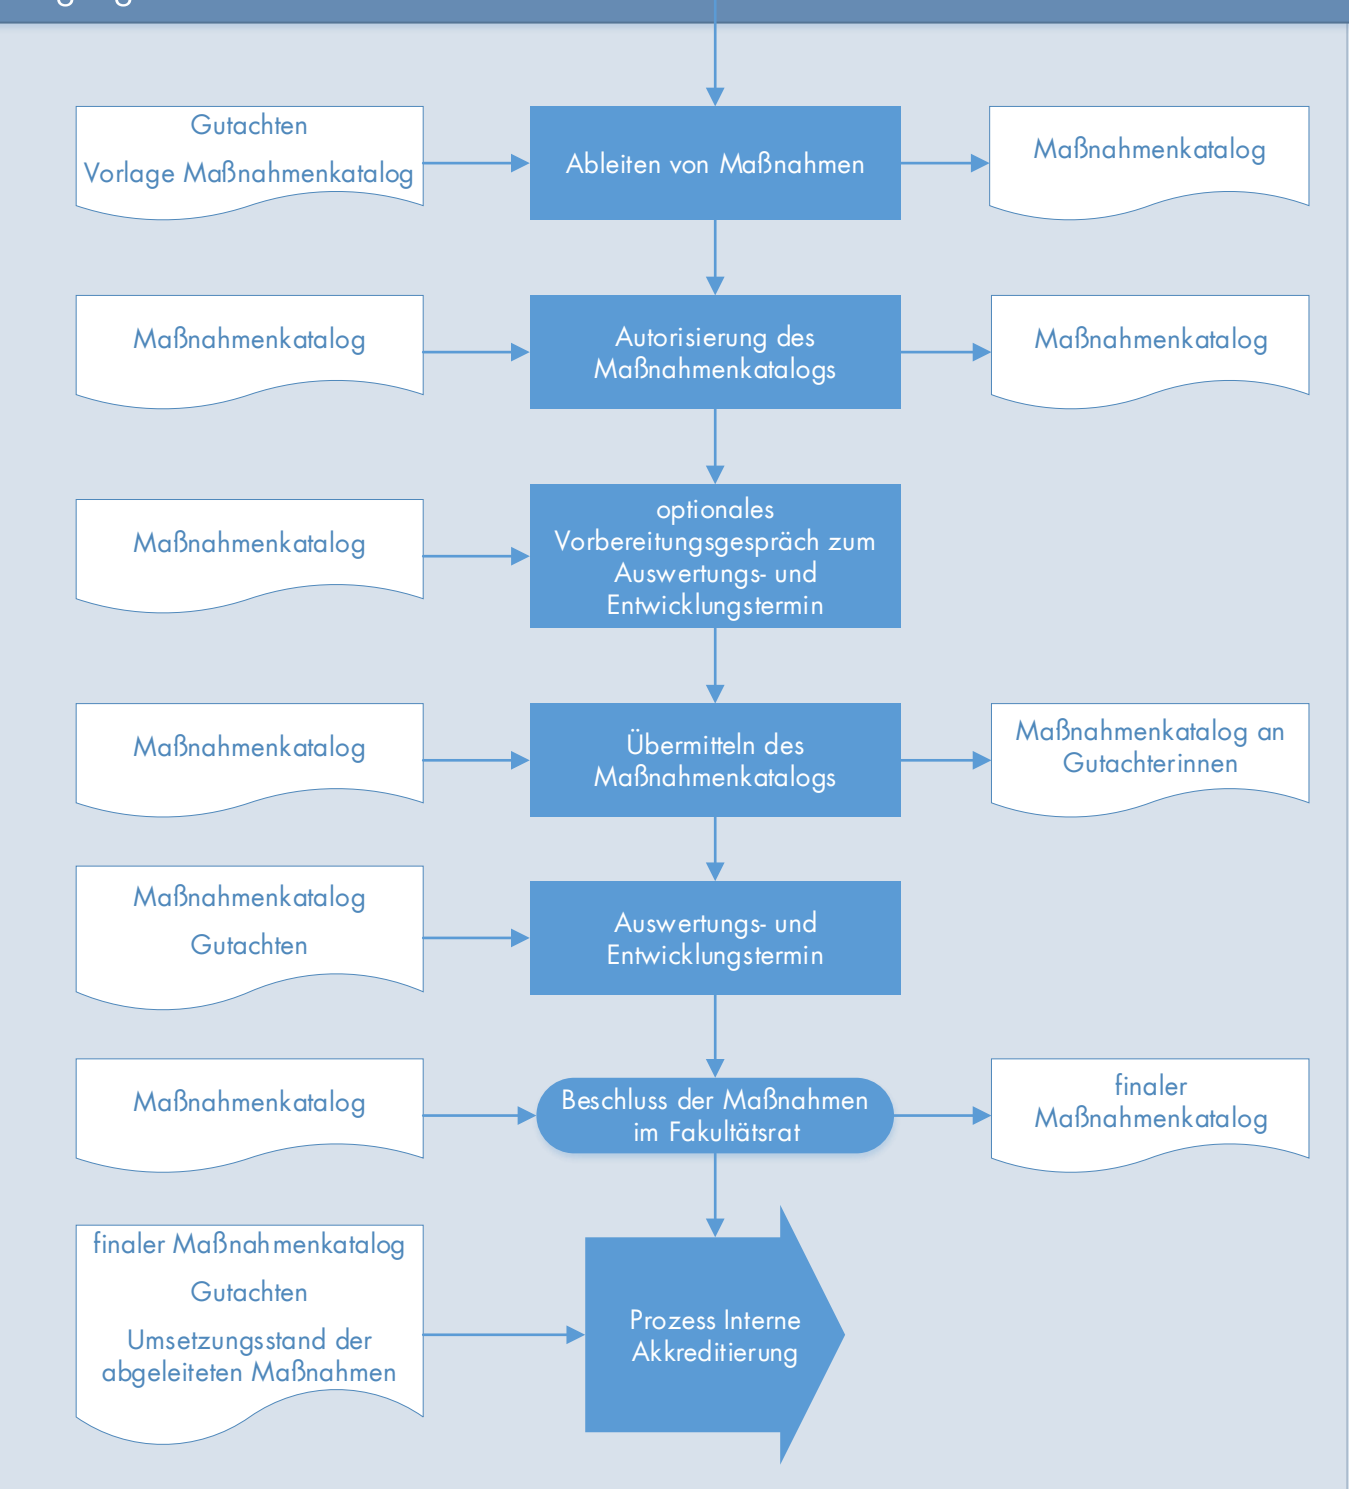 Gutachten
Vorlage Maßnahmenkatalog
Ableiten von Maßnahmen
Maßnahmenkatalog
Maßnahmenkatalog
Autorisierung des
Maßnahmenkatalogs
Maßnahmenkatalog
Maßnahmenkatalog
optionales
Vorbereitungsgespräch zum
Auswertungs- und
Entwicklungstermin
Maßnahmenkatalog
Übermitteln des
Maßnahmenkatalogs
Maßnahmenkatalog an
Gutachterinnen
Maßnahmenkatalog
Gutachten
Auswertungs- und
Entwicklungstermin
Maßnahmenkatalog
Beschluss der Maßnahmen
im Fakultätsrat
finaler
Maßnahmenkatalog
finaler Maßnahmenkatalog
Gutachten
Umsetzungsstand der
abgeleiteten Maßnahmen
Prozess Interne
Akkreditierung